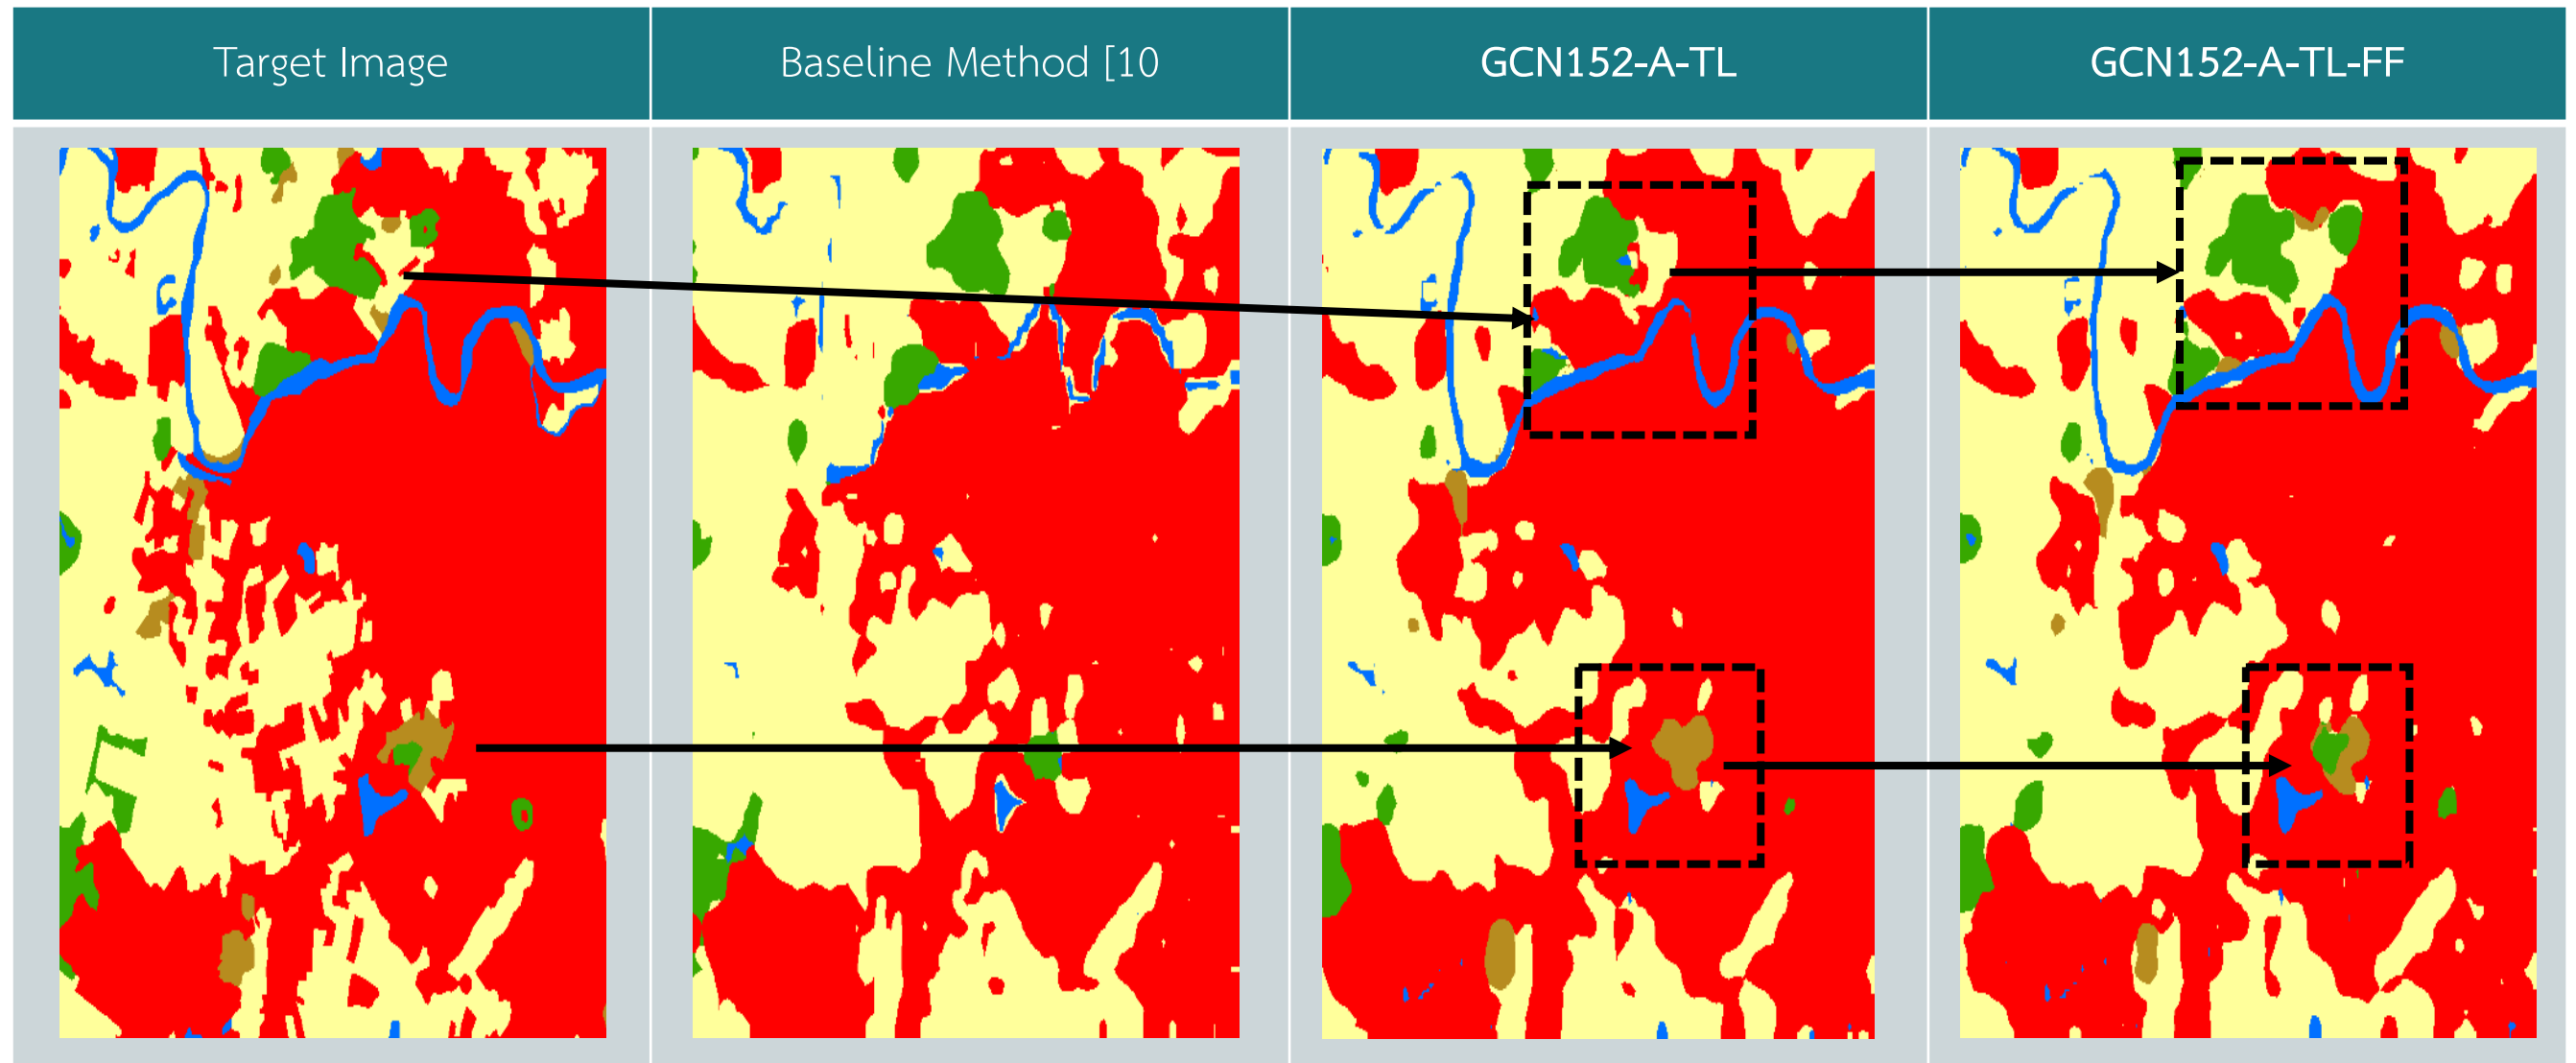 Target Image
Baseline Method [10
GCN152-A-TL
GCN152-A-TL-FF